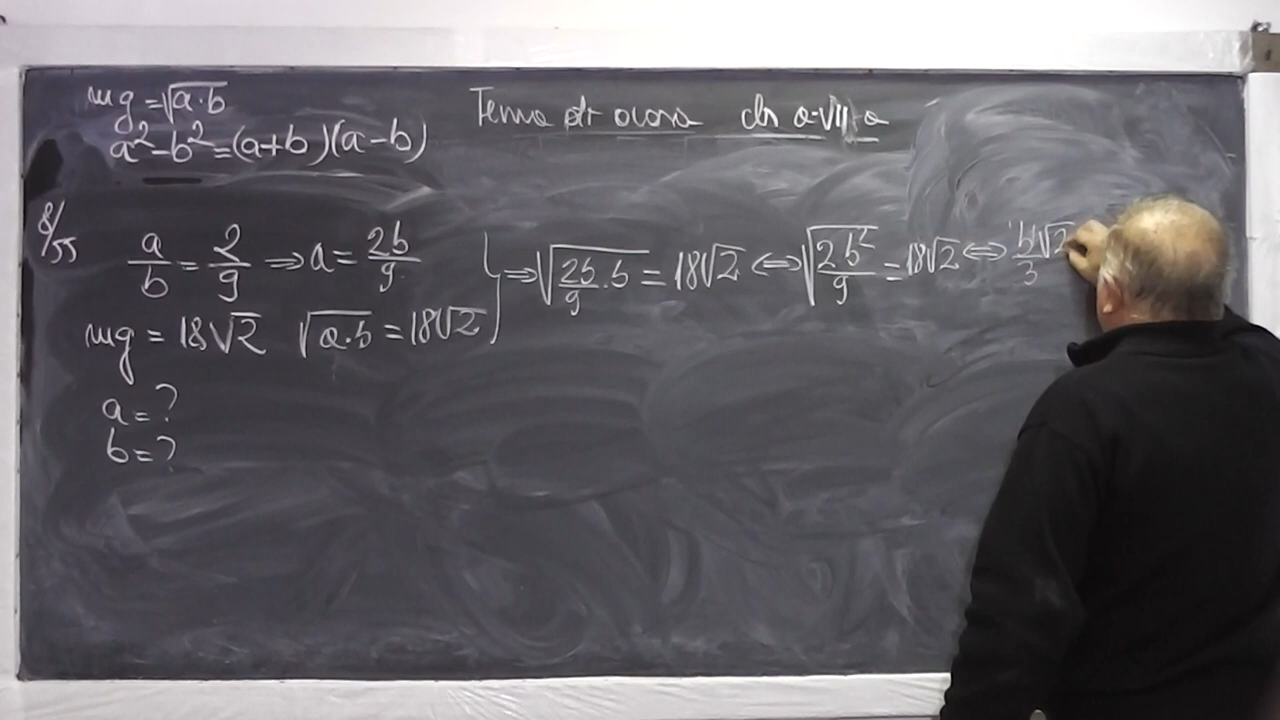 mg = √a·b
a² – b² = (a+b)(a–b)
Tema de acasa cls a-VII-a
8/55
a/b = 2/9 ⇒ a = 2b/9 } ⇒ √(2b/9 · b) = 18√2 ⇔ √(2b²/9) = 18√2 ⇔ b/3 √2
mg = 18√2 √a·b = 18√2
a = ?
b = ?